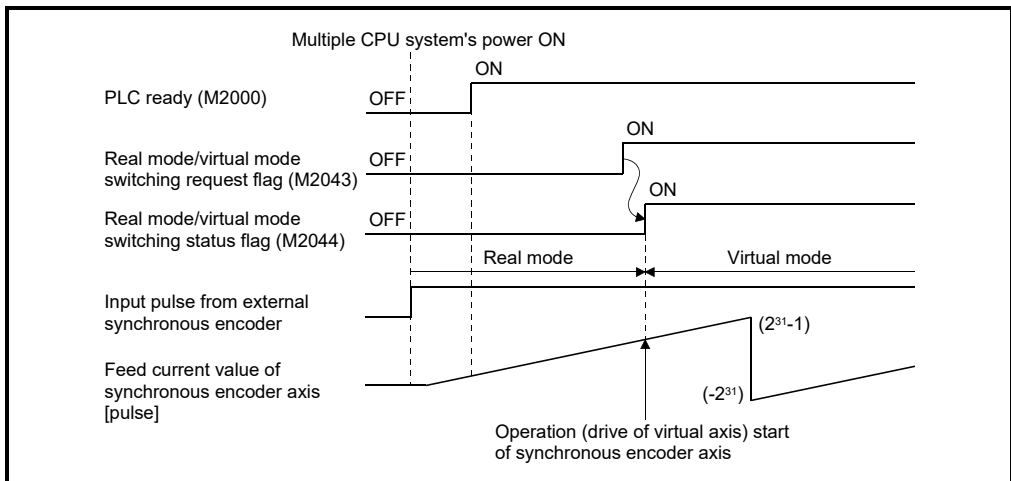 Multiple CPU system's power ON
ON
PLC ready (M2000)
OFF
ON
Real mode/virtual mode
switching request flag (M2043)
OFF
ON
Real mode/virtual mode
switching status flag (M2044)
OFF
Real mode
Virtual mode
Input pulse from external
synchronous encoder
(2³¹-1)
Feed current value of
synchronous encoder axis
[pulse]
(-2³¹)
Operation (drive of virtual axis) start
of synchronous encoder axis